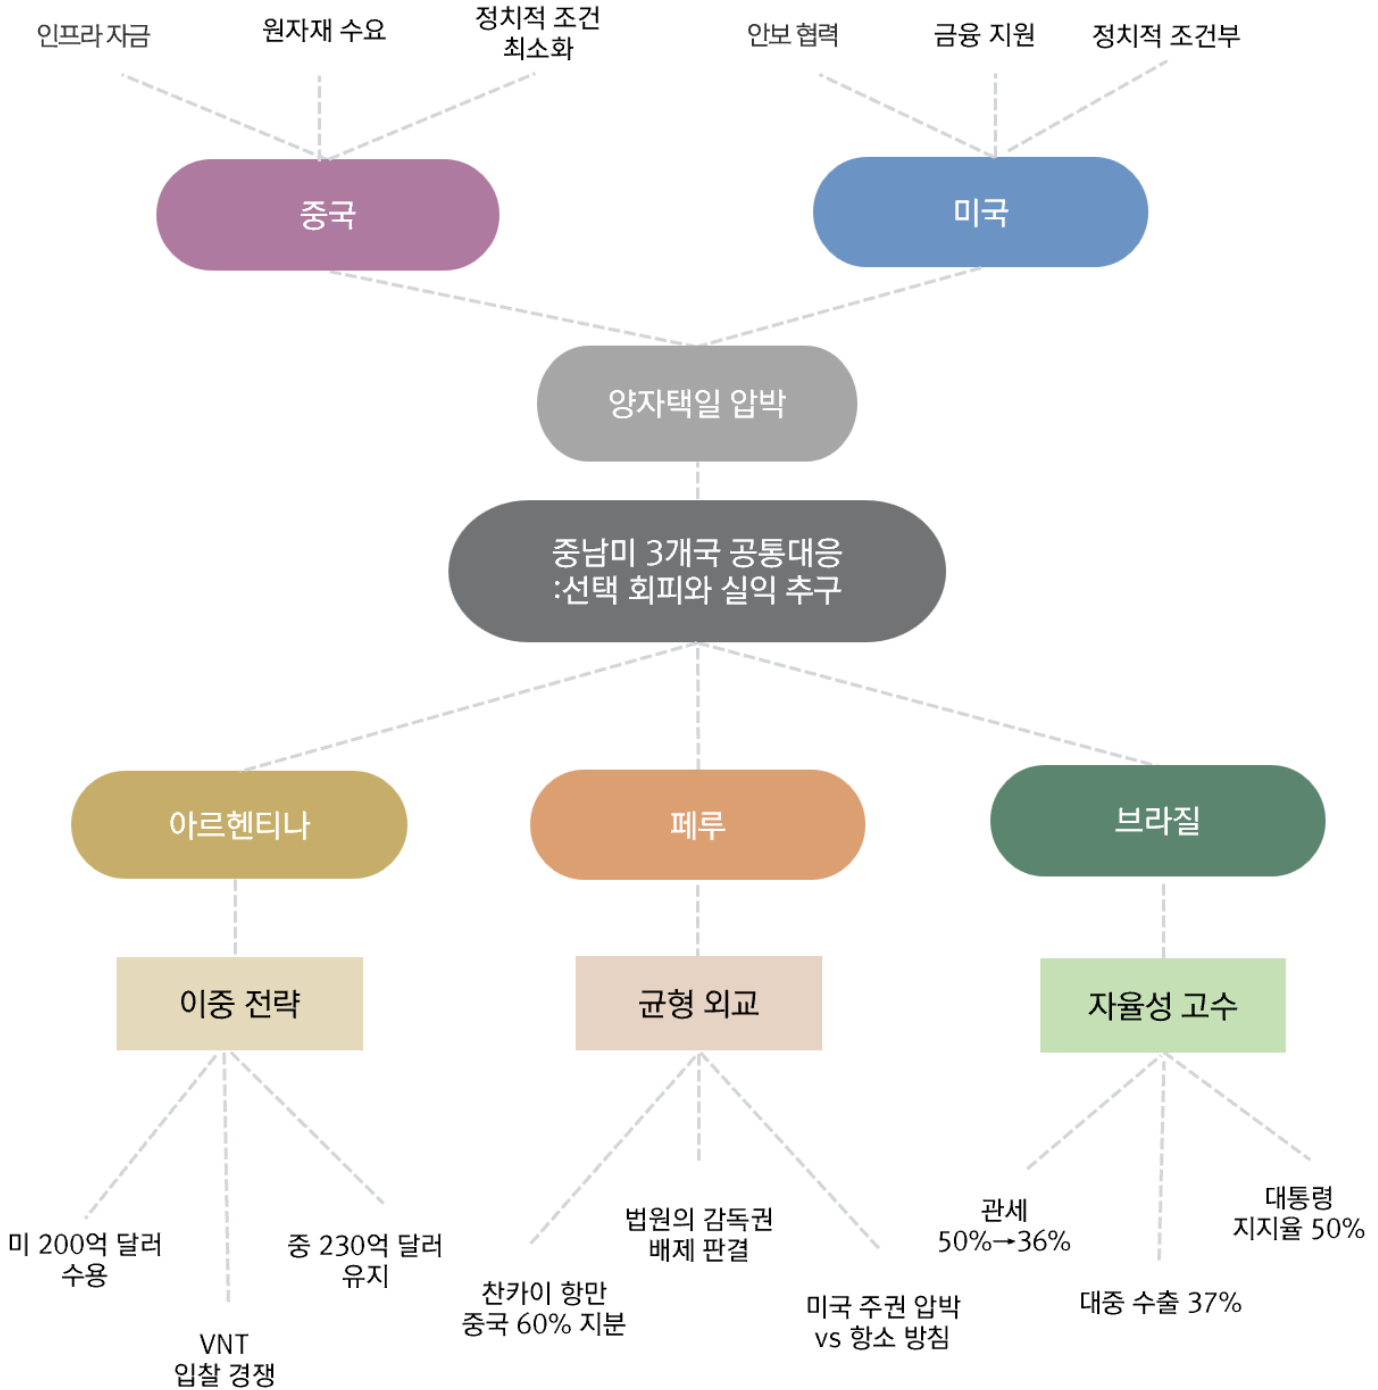 인프라 자금
원자재 수요
정치적 조건
최소화
안보 협력
금융 지원
정치적 조건부
중국
미국
양자택일 압박
중남미 3개국 공통대응
:선택 회피와 실익 추구
아르헨티나
페루
브라질
이중 전략
균형 외교
자율성 고수
미 200억 달러
수용
VNT
입찰 경쟁
중 230억 달러
유지
찬카이 항만
중국 60% 지분
법원의 감독권
배제 판결
미국 주권 압박
vs 항소 방침
관세
50%→36%
대중 수출 37%
대통령
지지율 50%